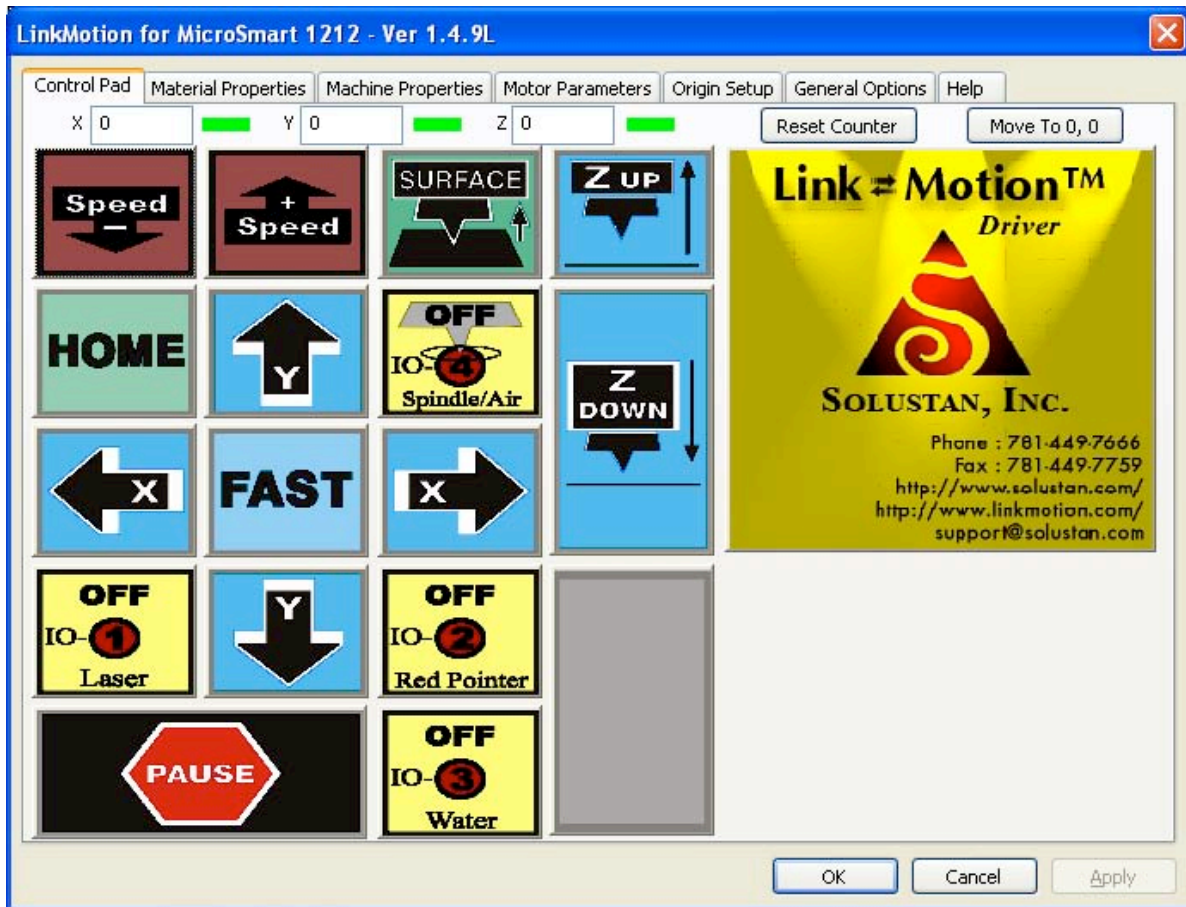 LinkMotion for MicroSmart 1212 - Ver 1.4.9L
Control Pad Material Properties Machine Properties Motor Parameters Origin Setup General Options Help
X 0 Y 0 Z 0 Reset Counter Move To 0, 0
Speed
-
+
Speed
SURFACE
Z UP
HOME
Y
OFF
IO-4
Spindle/Air
Z
DOWN
X
FAST
X
OFF
IO-1
Laser
Y
OFF
IO-2
Red Pointer
PAUSE
OFF
IO-3
Water
Link ⇄ Motion™
Driver
S
SOLUSTAN, INC.
Phone : 781-449-7666
Fax : 781-449-7759
http://www.solustan.com/
http://www.linkmotion.com/
support@solustan.com
OK Cancel Apply